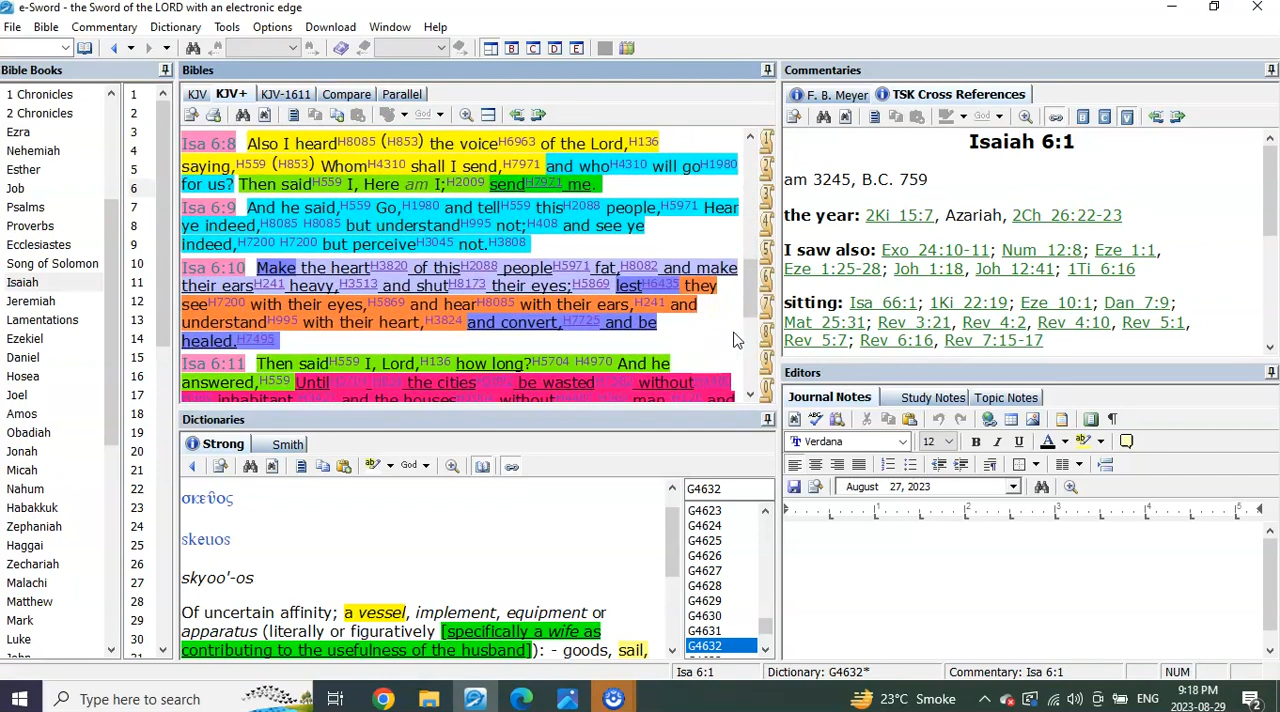 e-Sword - the Sword of the LORD with an electronic edge
File Bible Commentary Dictionary Tools Options Download Window Help
B C D E
Bible Books
1 Chronicles
2 Chronicles
Ezra
Nehemiah
Esther
Job
Psalms
Proverbs
Ecclesiastes
Song of Solomon
Isaiah
Jeremiah
Lamentations
Ezekiel
Daniel
Hosea
Joel
Amos
Obadiah
Jonah
Micah
Nahum
Habakkuk
Zephaniah
Haggai
Zechariah
Malachi
Matthew
Mark
Luke
1
2
3
4
5
6
7
8
9
10
11
12
13
14
15
16
17
18
19
20
21
22
23
24
25
26
27
28
29
30
Bibles
KJV KJV+ KJV-1611 Compare Parallel
God
Isa 6:8 Also I heardH8085 (H853) the voiceH6963 of the Lord,H136
saying,H559 (H853) WhomH4310 shall I send,H7971 and whoH4310 will goH1980
for us? Then saidH559 I, Here am I;H2009 sendH7971 me.
Isa 6:9 And he said,H559 Go,H1980 and tellH559 thisH2088 people,H5971 Hear
ye indeed,H8085 H8085 but understandH995 not;H408 and see ye
indeed,H7200 H7200 but perceiveH3045 not.H3808
Isa 6:10 Make the heartH3820 of thisH2088 peopleH5971 fat,H8082 and make
their earsH241 heavy,H3513 and shutH8173 their eyes;H5869 lestH6435 they
seeH7200 with their eyes,H5869 and hearH8085 with their ears,H241 and
understandH995 with their heart,H3824 and convert,H7725 and be
healed.H7495
Isa 6:11 Then saidH559 I, Lord,H136 how long?H5704 H4970 And he
answered,H559 Until the cities be wasted without
inhabitant and the houses without man, and
Dictionaries
Strong Smith
God
σκεῦος
skeuos
skyoo'-os
Of uncertain affinity; a vessel, implement, equipment or
apparatus (literally or figuratively [specifically a wife as
contributing to the usefulness of the husband]): - goods, sail,
G4632
G4623
G4624
G4625
G4626
G4627
G4628
G4629
G4630
G4631
G4632
Commentaries
F. B. Meyer TSK Cross References
God
Isaiah 6:1
am 3245, B.C. 759
the year: 2Ki 15:7, Azariah, 2Ch 26:22-23
I saw also: Exo 24:10-11; Num 12:8; Eze 1:1,
Eze 1:25-28; Joh 1:18, Joh 12:41; 1Ti 6:16
sitting: Isa 66:1; 1Ki 22:19; Eze 10:1; Dan 7:9;
Mat 25:31; Rev 3:21, Rev 4:2, Rev 4:10, Rev 5:1,
Rev 5:7; Rev 6:16, Rev 7:15-17
Editors
Journal Notes Study Notes Topic Notes
Verdana 12 B I U A
August 27, 2023
1 2 3 4 5
Isa 6:1 Dictionary: G4632* Commentary: Isa 6:1 NUM
Type here to search
23°C Smoke
ENG
9:18 PM
2023-08-29
2